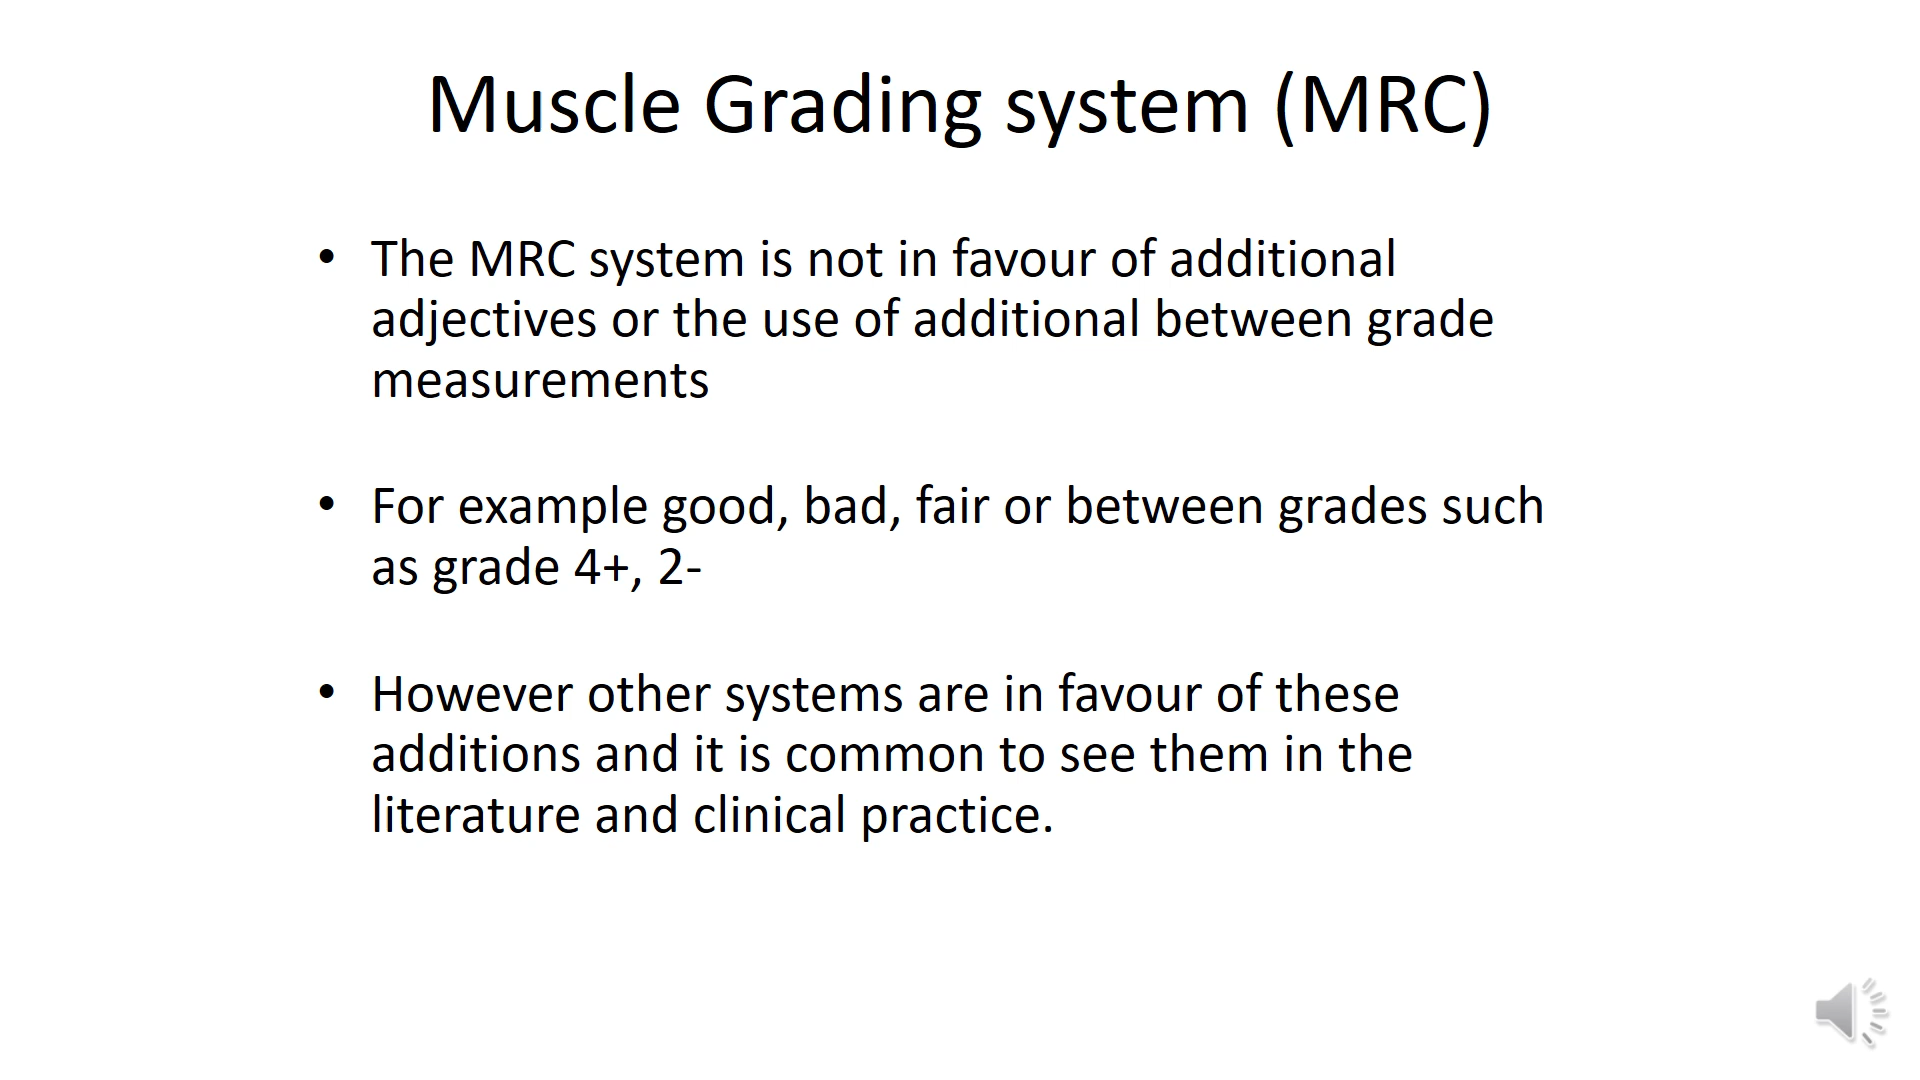 Muscle Grading system (MRC)
• The MRC system is not in favour of additional
adjectives or the use of additional between grade
measurements
• For example good, bad, fair or between grades such
as grade 4+, 2-
• However other systems are in favour of these
additions and it is common to see them in the
literature and clinical practice.